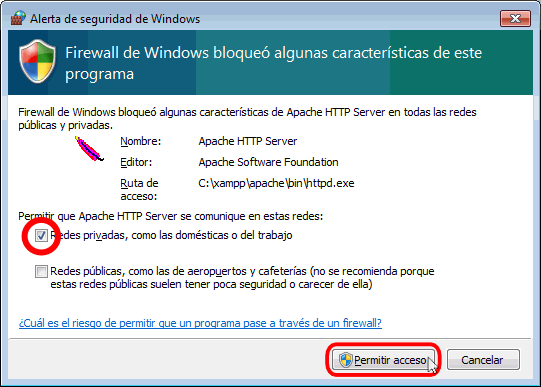 Alerta de seguridad de Windows
Firewall de Windows bloqueó algunas características de este
programa
Firewall de Windows bloqueó algunas características de Apache HTTP Server en todas las redes
públicas y privadas.
Nombre: Apache HTTP Server
Editor: Apache Software Foundation
Ruta de
acceso: C:\xampp\apache\bin\httpd.exe
Permitir que Apache HTTP Server se comunique en estas redes:
Redes privadas, como las domésticas o del trabajo
Redes públicas, como las de aeropuertos y cafeterías (no se recomienda porque
estas redes públicas suelen tener poca seguridad o carecer de ella)
¿Cuál es el riesgo de permitir que un programa pase a través de un firewall?
Permitir acceso Cancelar